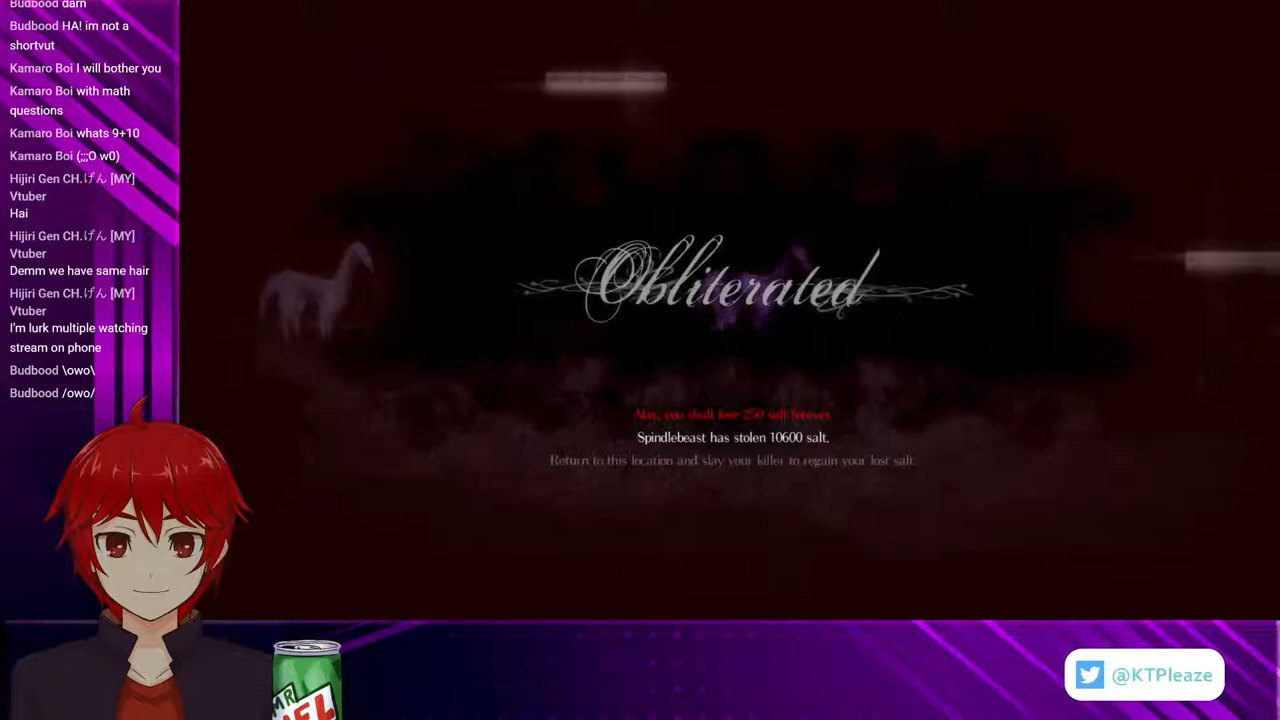 Budbood darn
Budbood HA! im not a
shortvut
Kamaro Boi I will bother you
Kamaro Boi with math
questions
Kamaro Boi whats 9+10
Kamaro Boi (;;;O w0)
Hijiri Gen CH.げん [MY]
Vtuber
Hai
Hijiri Gen CH.げん [MY]
Vtuber
Demm we have same hair
Hijiri Gen CH.げん [MY]
Vtuber
I'm lurk multiple watching
stream on phone
Budbood \owo\
Budbood /owo/
Obliterated
Alas, you shall lose 250 salt forever.
Spindlebeast has stolen 10600 salt.
Return to this location and slay your killer to regain your lost salt.
@KTPleaze